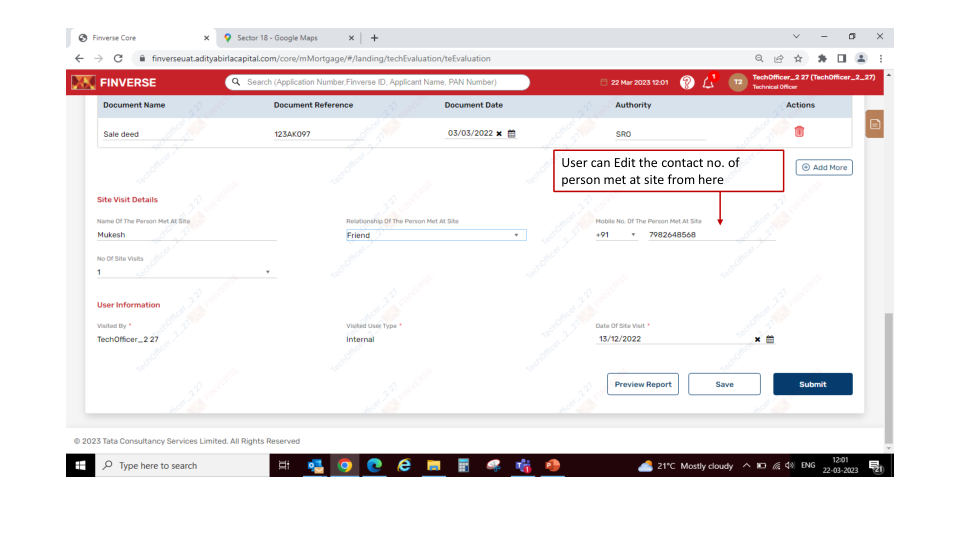 Finverse Core
Sector 18 - Google Maps
finverseuat.adityabirlacapital.com/core/mMortgage/#/landing/techEvaluation/teEvaluation
FINVERSE
Search (Application Number,Finverse ID, Applicant Name, PAN Number)
22 Mar 2023 12:01
1
T2
TechOfficer_2 27 (TechOfficer_2_27)
Technical Officer
Document Name Document Reference Document Date Authority Actions
Sale deed 123AK097 03/03/2022 SRO
User can Edit the contact no. of
person met at site from here
Add More
Site Visit Details
Name Of The Person Met At Site Relationship Of The Person Met At Site Mobile No. Of The Person Met At Site
Mukesh Friend +91 7982648568
No Of Site Visits
1
User Information
Visited By * Visited User Type * Date Of Site Visit *
TechOfficer_2 27 Internal 13/12/2022
Preview Report Save Submit
© 2023 Tata Consultancy Services Limited. All Rights Reserved
Type here to search
21°C Mostly cloudy
ENG
12:01
22-03-2023
21